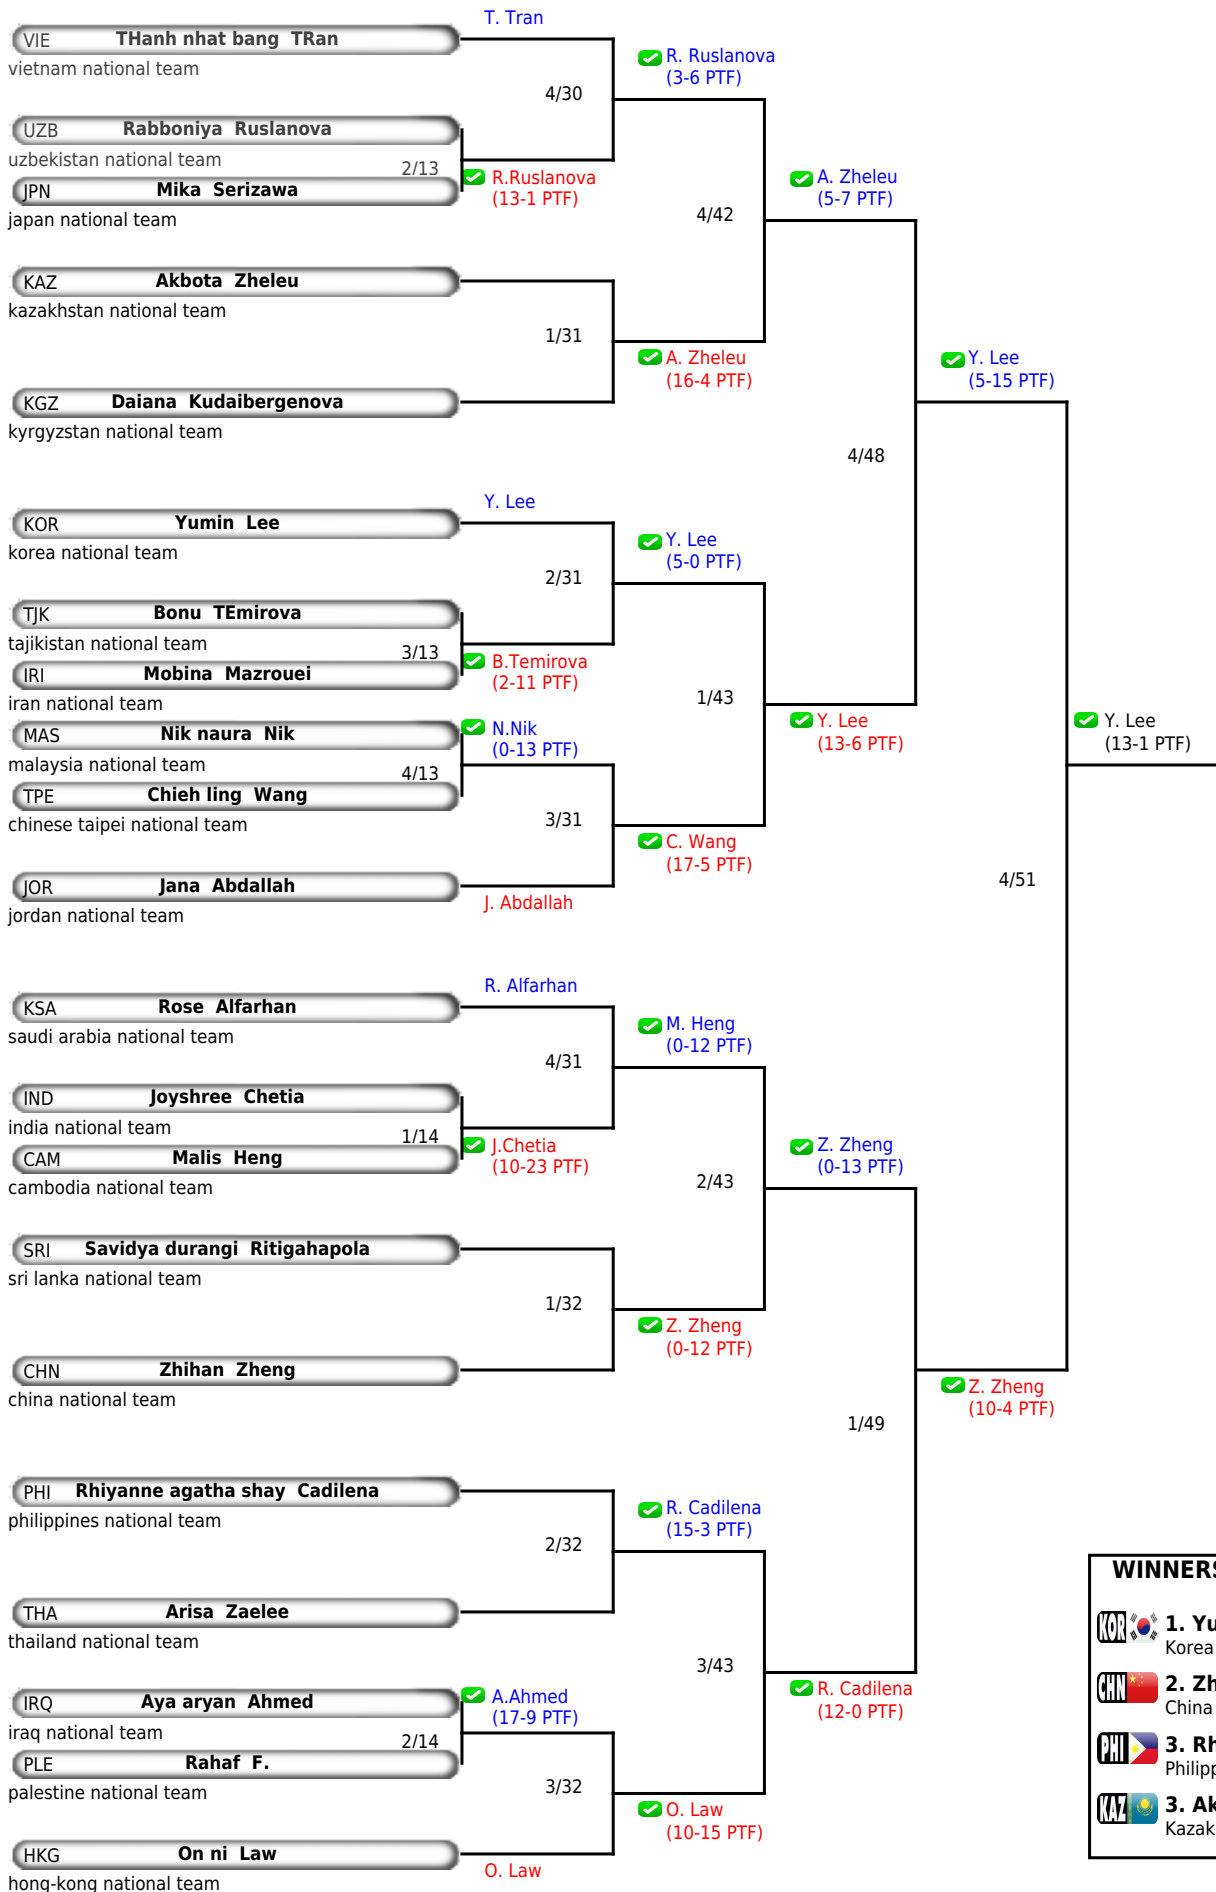 T. Tran
VIE THanh nhat bang TRan
vietnam national team
R. Ruslanova
(3-6 PTF)
4/30
UZB Rabboniya Ruslanova
uzbekistan national team
2/13
JPN Mika Serizawa
japan national team
R.Ruslanova
(13-1 PTF)
A. Zheleu
(5-7 PTF)
4/42
KAZ Akbota Zheleu
kazakhstan national team
1/31
A. Zheleu
(16-4 PTF)
KGZ Daiana Kudaibergenova
kyrgyzstan national team
Y. Lee
(5-15 PTF)
4/48
Y. Lee
KOR Yumin Lee
korea national team
Y. Lee
(5-0 PTF)
2/31
TJK Bonu TEmirova
tajikistan national team
3/13
IRI Mobina Mazrouei
iran national team
B.Temirova
(2-11 PTF)
1/43
MAS Nik naura Nik
malaysia national team
N.Nik
(0-13 PTF)
4/13
TPE Chieh ling Wang
chinese taipei national team
Y. Lee
(13-6 PTF)
Y. Lee
(13-1 PTF)
3/31
C. Wang
(17-5 PTF)
JOR Jana Abdallah
jordan national team
J. Abdallah
4/51
R. Alfarhan
KSA Rose Alfarhan
saudi arabia national team
M. Heng
(0-12 PTF)
4/31
IND Joyshree Chetia
india national team
1/14
CAM Malis Heng
cambodia national team
J.Chetia
(10-23 PTF)
Z. Zheng
(0-13 PTF)
2/43
SRI Savidya durangi Ritigahapola
sri lanka national team
1/32
Z. Zheng
(0-12 PTF)
CHN Zhihan Zheng
china national team
Z. Zheng
(10-4 PTF)
1/49
PHI Rhiyanne agatha shay Cadilena
philippines national team
R. Cadilena
(15-3 PTF)
2/32
THA Arisa Zaelee
thailand national team
3/43
IRQ Aya aryan Ahmed
iraq national team
A.Ahmed
(17-9 PTF)
2/14
PLE Rahaf F.
palestine national team
R. Cadilena
(12-0 PTF)
3/32
O. Law
(10-15 PTF)
HKG On ni Law
hong-kong national team
O. Law
WINNERS
KOR 1. Yu
Korea
CHN 2. Zh
China
PHI 3. Rh
Philipp
KAZ 3. Ak
Kazak